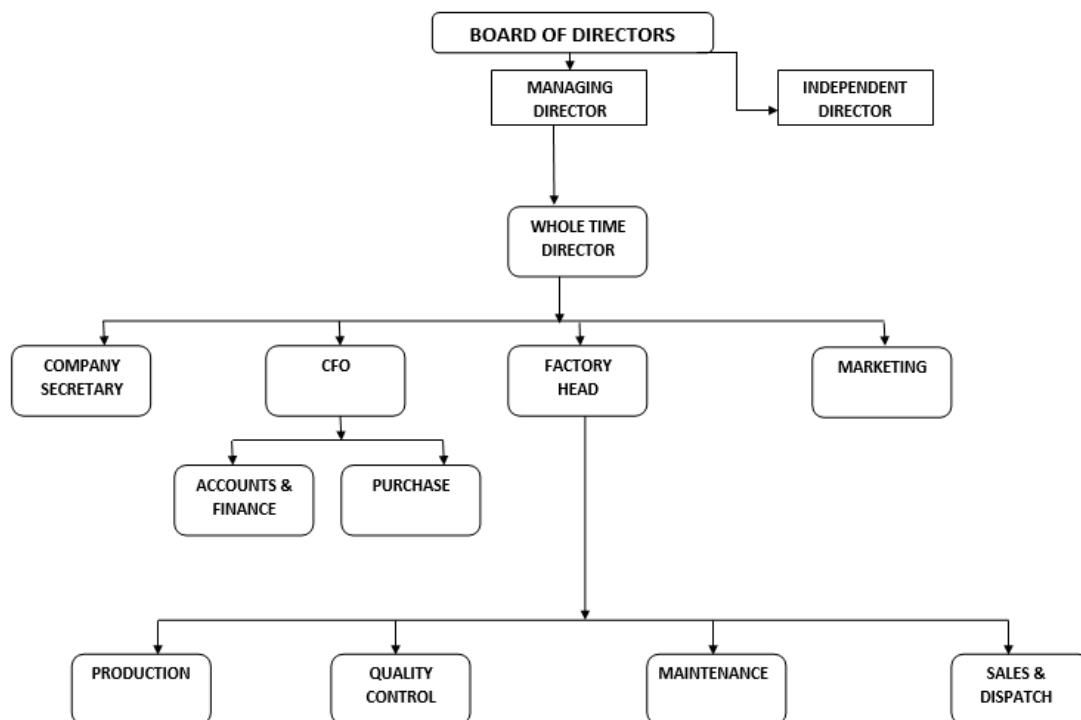 BOARD OF DIRECTORS
MANAGING
DIRECTOR
INDEPENDENT
DIRECTOR
WHOLE TIME
DIRECTOR
COMPANY
SECRETARY
CFO
FACTORY
HEAD
MARKETING
ACCOUNTS &
FINANCE
PURCHASE
PRODUCTION
QUALITY
CONTROL
MAINTENANCE
SALES &
DISPATCH